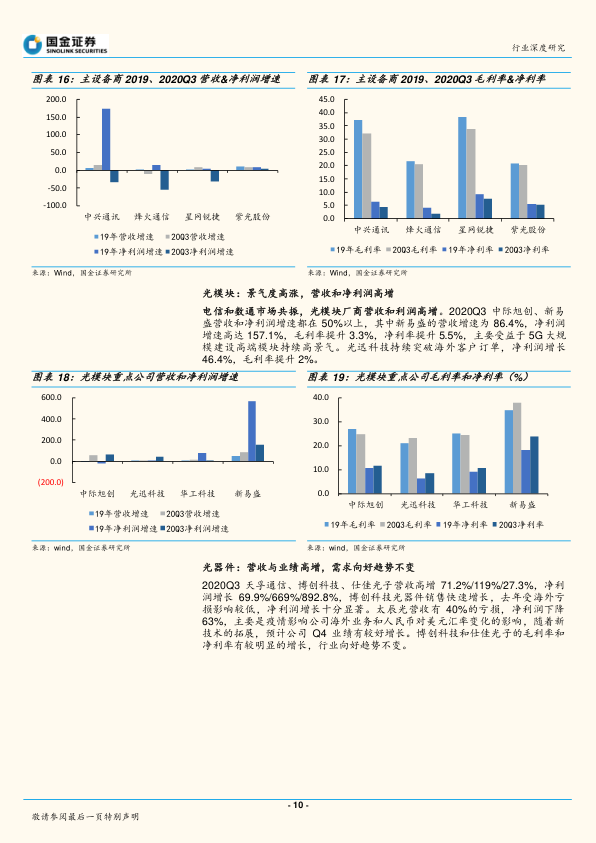 国金证券
SINOLINK SECURITIES
行业深度研究
图表 16：主设备商 2019、2020Q3 营收&净利润增速
200.0
150.0
100.0
50.0
0.0
-50.0
-100.0
中兴通讯 烽火通信 星网锐捷 紫光股份
19年营收增速 20Q3营收增速
19年净利润增速 20Q3净利润增速
来源：Wind，国金证券研究所
图表 17：主设备商 2019、2020Q3 毛利率&净利率
45.0
40.0
35.0
30.0
25.0
20.0
15.0
10.0
5.0
0.0
中兴通讯 烽火通信 星网锐捷 紫光股份
19年毛利率 20Q3毛利率 19年净利率 20Q3净利率
来源：Wind，国金证券研究所
光模块：景气度高涨，营收和净利润高增
电信和数通市场共振，光模块厂商营收和利润高增。2020Q3 中际旭创、新易
盛营收和净利润增速都在 50%以上，其中新易盛的营收增速为 86.4%，净利润
增速高达 157.1%，毛利率提升 3.3%，净利率提升 5.5%，主要受益于 5G 大规
模建设高端模块持续高景气。光迅科技持续突破海外客户订单，净利润增长
46.4%，毛利率提升 2%。
图表 18：光模块重点公司营收和净利润增速
600.0
400.0
200.0
0.0
(200.0)
中际旭创 光迅科技 华工科技 新易盛
19年营收增速 20Q3营收增速
19年净利润增速 20Q3净利润增速
来源：wind，国金证券研究所
图表 19：光模块重点公司毛利率和净利率（%）
40.0
30.0
20.0
10.0
0.0
中际旭创 光迅科技 华工科技 新易盛
19年毛利率 20Q3毛利率 19年净利率 20Q3净利率
来源：wind，国金证券研究所
光器件：营收与业绩高增，需求向好趋势不变
2020Q3 天孚通信、博创科技、仕佳光子营收高增 71.2%/119%/27.3%，净利
润增长 69.9%/669%/892.8%，博创科技光器件销售快速增长，去年受海外亏
损影响较低，净利润增长十分显著。太辰光营收有 40%的亏损，净利润下降
63%，主要是疫情影响公司海外业务和人民币对美元汇率变化的影响，随着新
技术的拓展，预计公司 Q4 业绩有较好增长。博创科技和仕佳光子的毛利率和
净利率有较明显的增长，行业向好趋势不变。
- 10 -
敬请参阅最后一页特别声明